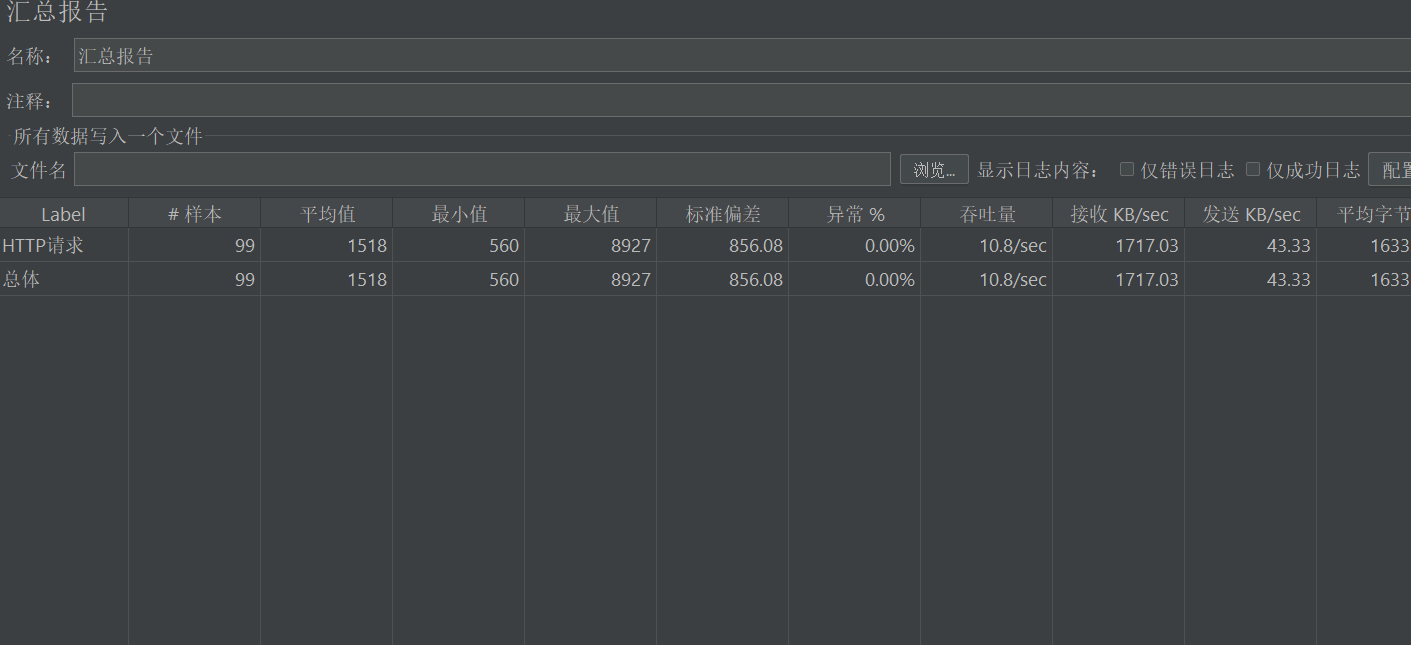 汇总报告
名称： 汇总报告
注释：
所有数据写入一个文件
文件名 浏览... 显示日志内容： 仅错误日志 仅成功日志 配置
Label # 样本 平均值 最小值 最大值 标准偏差 异常 % 吞吐量 接收 KB/sec 发送 KB/sec 平均字节
HTTP请求 99 1518 560 8927 856.08 0.00% 10.8/sec 1717.03 43.33 1633
总体 99 1518 560 8927 856.08 0.00% 10.8/sec 1717.03 43.33 1633